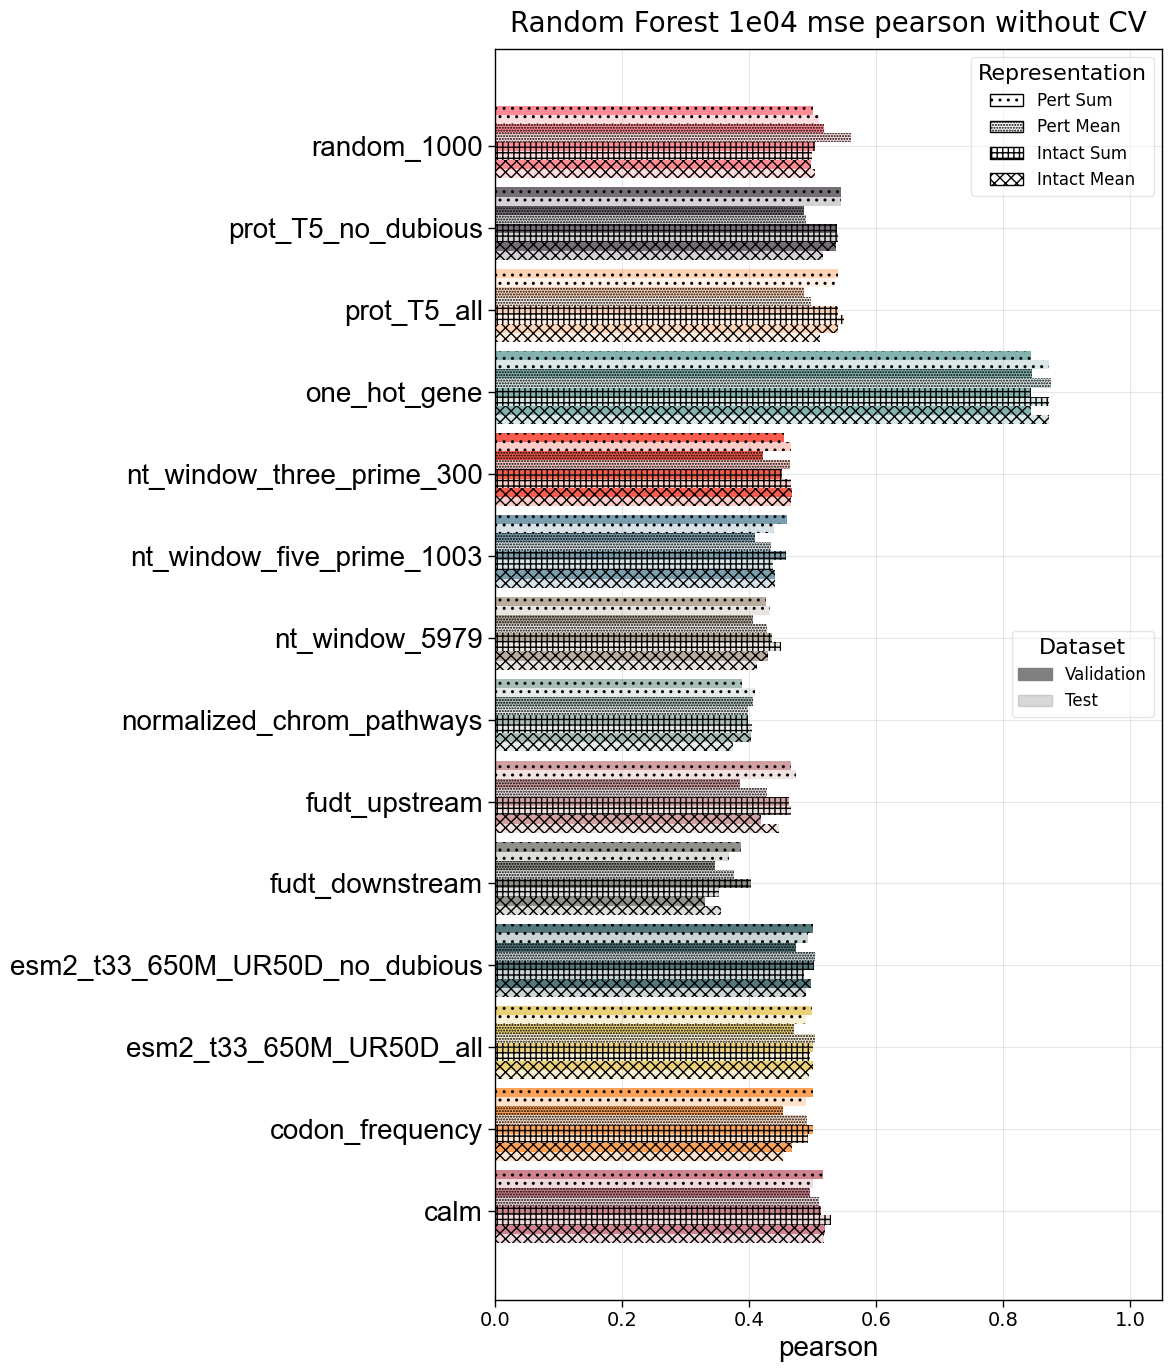 Random Forest 1e04 mse pearson without CV
Representation
Pert Sum
Pert Mean
Intact Sum
Intact Mean
random_1000
prot_T5_no_dubious
prot_T5_all
one_hot_gene
nt_window_three_prime_300
nt_window_five_prime_1003
nt_window_5979
Dataset
Validation
Test
normalized_chrom_pathways
fudt_upstream
fudt_downstream
esm2_t33_650M_UR50D_no_dubious
esm2_t33_650M_UR50D_all
codon_frequency
calm
0.0 0.2 0.4 0.6 0.8 1.0
pearson